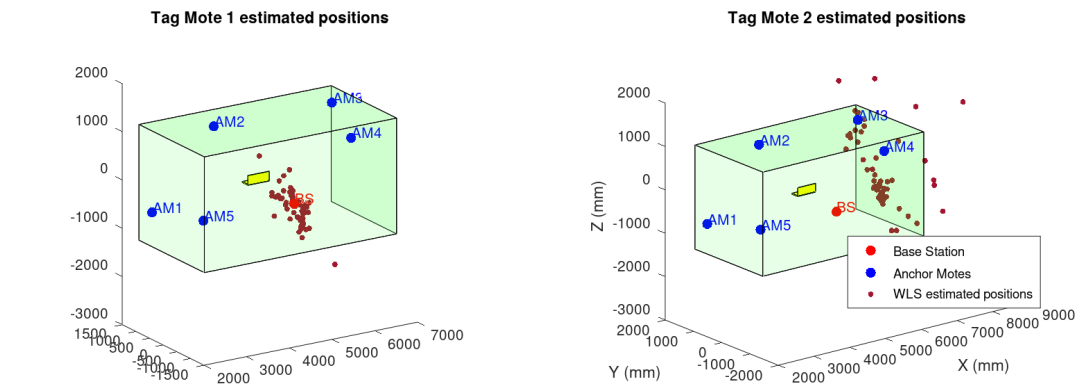 Tag Mote 1 estimated positions
2000
1000
0
-1000
-2000
-3000
1500
1000
500
0
-500
-1000
-1500
2000
3000
4000
5000
6000
7000
AM1
AM2
AM3
AM4
AM5
BS
Tag Mote 2 estimated positions
Z (mm)
2000
1000
0
-1000
-2000
-3000
2000
1000
0
-1000
-2000
Y (mm)
2000
3000
4000
5000
6000
7000
8000
9000
X (mm)
AM1
AM2
AM3
AM4
AM5
BS
Base Station
Anchor Motes
WLS estimated positions